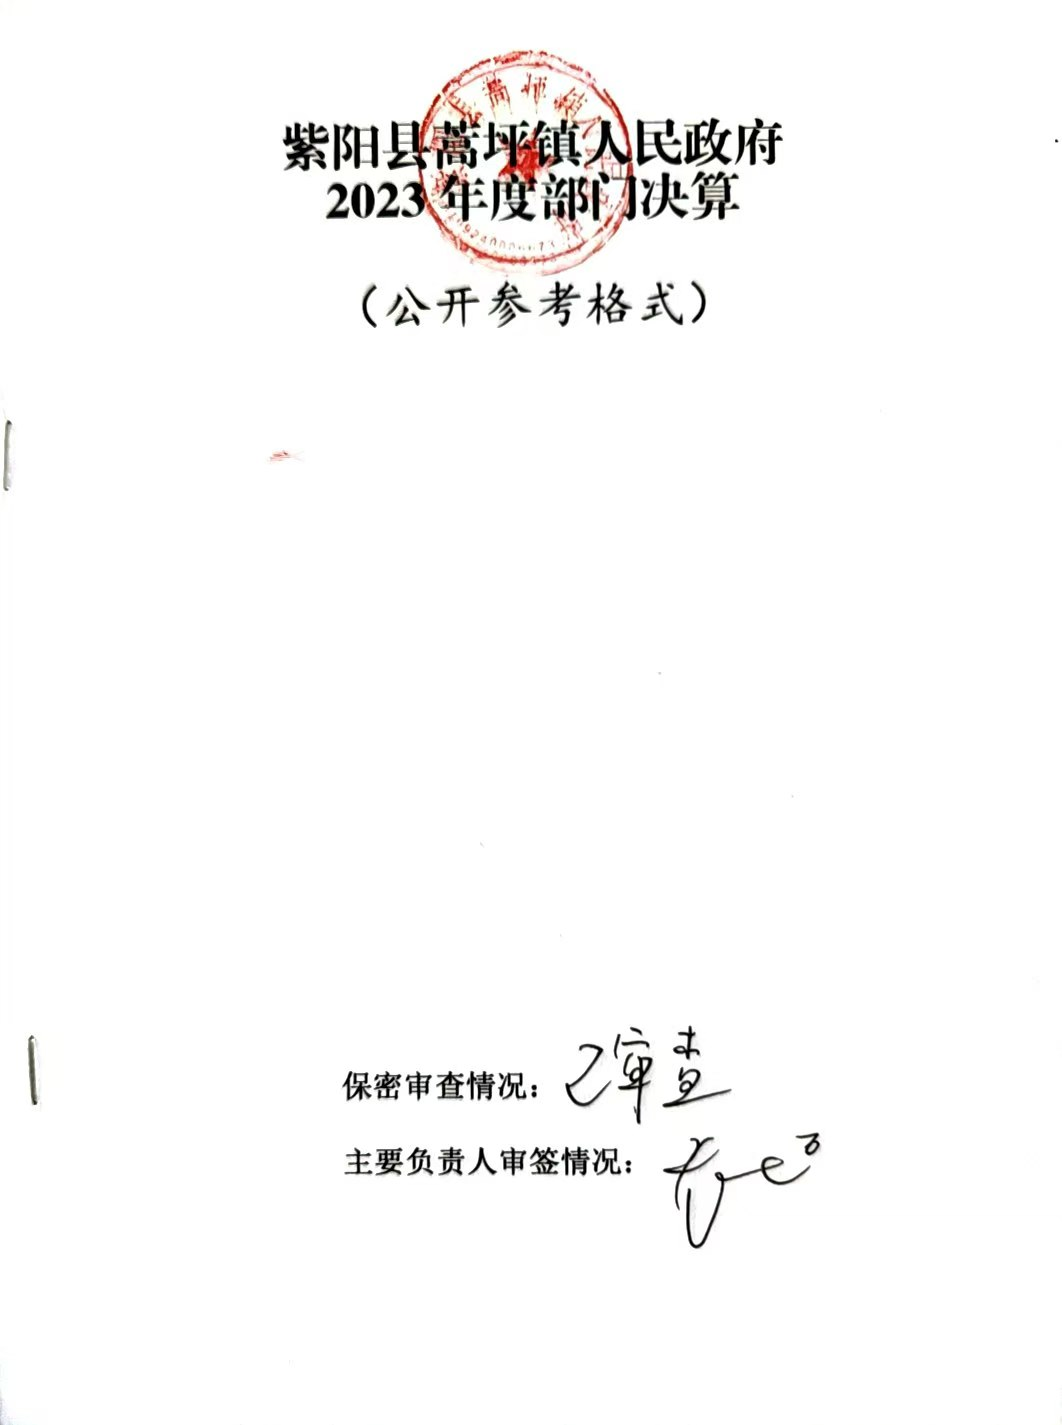 紫阳县蒿坪镇人民政府
2023 年度部门决算
（公开参考格式）
保密审查情况：已审查
主要负责人审签情况：